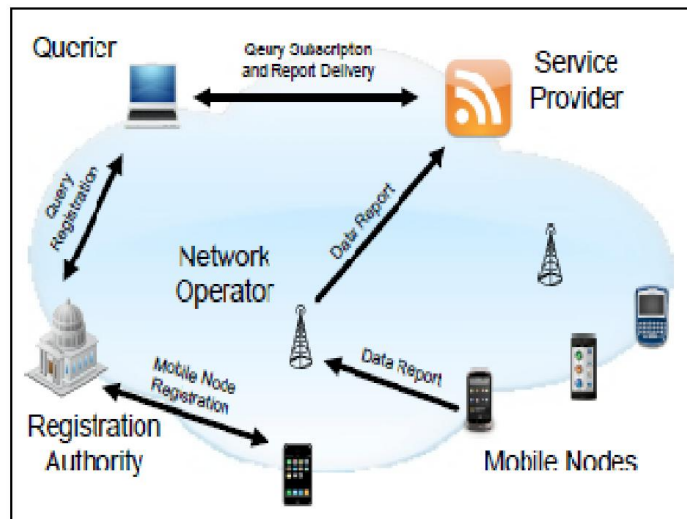 Querier
Qeury Subscription
and Report Delivery
Service
Provider
Query
Registration
Data Report
Network
Operator
Data Report
Mobile Node
Registration
Registration
Authority
Mobile Nodes